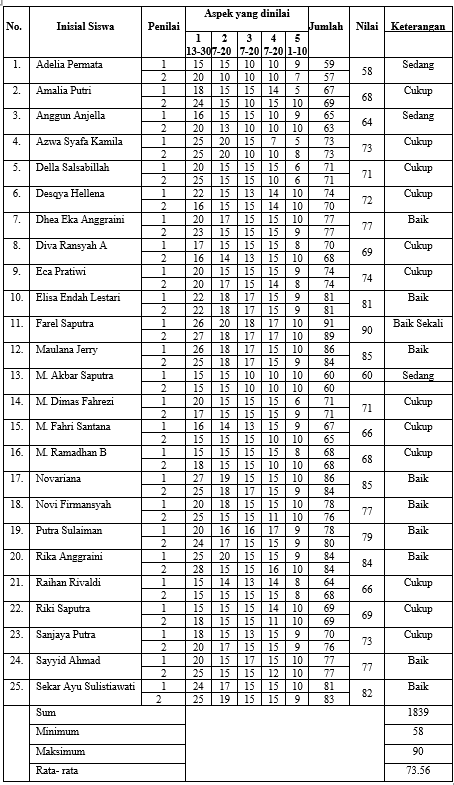 No. Inisial Siswa Penilai Aspek yang dinilai Jumlah Nilai Keterangan
1 2 3 4 5
13-30 7-20 7-20 7-20 1-10
1. Adelia Permata 1 15 15 10 10 9 59 58 Sedang
2 20 10 10 10 7 57
2. Amalia Putri 1 18 15 15 14 5 67 68 Cukup
2 24 15 10 15 10 69
3. Anggun Anjella 1 16 15 15 10 9 65 64 Sedang
2 20 13 10 10 10 63
4. Azwa Syafa Kamila 1 25 20 15 7 5 73 73 Cukup
2 25 20 10 10 8 73
5. Della Salsabillah 1 20 15 15 15 6 71 71 Cukup
2 25 15 15 10 6 71
6. Desqya Hellena 1 22 15 13 14 10 74 72 Cukup
2 16 15 15 14 10 70
7. Dhea Eka Anggraini 1 20 17 15 15 10 77 77 Baik
2 23 15 15 15 9 77
8. Diva Ransyah A 1 17 15 15 15 8 70 69 Cukup
2 16 14 13 15 10 68
9. Eca Pratiwi 1 20 15 15 15 9 74 74 Cukup
2 20 17 15 14 8 74
10. Elisa Endah Lestari 1 22 18 17 15 9 81 81 Baik
2 22 18 17 15 9 81
11. Farel Saputra 1 26 20 18 17 10 91 90 Baik Sekali
2 27 18 17 17 10 89
12. Maulana Jerry 1 26 18 17 15 10 86 85 Baik
2 25 18 17 15 9 84
13. M. Akbar Saputra 1 15 15 10 10 10 60 60 Sedang
2 15 15 10 10 10 60
14. M. Dimas Fahrezi 1 20 15 15 15 6 71 71 Cukup
2 17 15 15 15 9 71
15. M. Fahri Santana 1 16 14 13 15 9 67 66 Cukup
2 15 15 15 10 10 65
16. M. Ramadhan B 1 15 15 15 15 8 68 68 Cukup
2 18 15 15 10 10 68
17. Novariana 1 27 19 15 15 10 86 85 Baik
2 25 18 17 15 9 84
18. Novi Firmansyah 1 20 18 15 15 10 78 77 Baik
2 25 15 15 11 10 76
19. Putra Sulaiman 1 20 16 16 17 9 78 79 Baik
2 24 17 15 15 9 80
20. Rika Anggraini 1 25 20 15 15 9 84 84 Baik
2 28 15 15 16 10 84
21. Raihan Rivaldi 1 15 14 13 14 8 64 66 Cukup
2 15 15 15 15 8 68
22. Riki Saputra 1 15 15 15 14 10 69 69 Cukup
2 18 15 15 11 10 69
23. Sanjaya Putra 1 18 15 13 15 9 70 73 Cukup
2 20 17 15 15 9 76
24. Sayyid Ahmad 1 20 15 17 15 10 77 77 Baik
2 25 15 15 12 10 77
25. Sekar Ayu Sulistiawati 1 24 17 15 15 10 81 82 Baik
2 25 19 15 15 9 83
Sum 1839
Minimum 58
Maksimum 90
Rata- rata 73.56